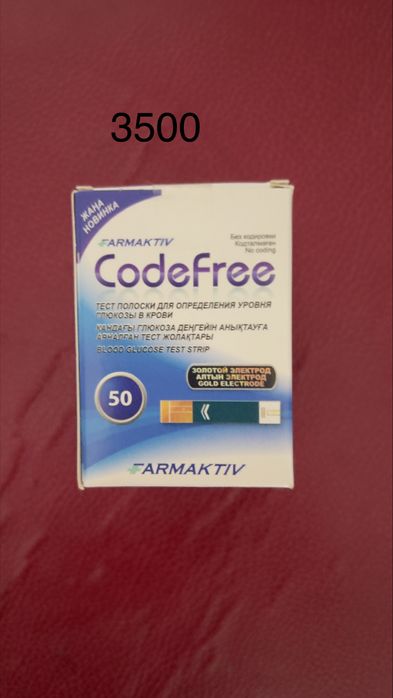 3500
ЖАҢА
НОВИНКА
FARMAKTIV
Без кодировки
Кодталмаған
No coding
CodeFree
ТЕСТ ПОЛОСКИ ДЛЯ ОПРЕДЕЛЕНИЯ УРОВНЯ
ГЛЮКОЗЫ В КРОВИ
ҚАНДАҒЫ ГЛЮКОЗА ДЕҢГЕЙІН АНЫҚТАУҒА
АРНАЛҒАН ТЕСТ ЖОЛАҚТАРЫ
BLOOD GLUCOSE TEST STRIP
ЗОЛОТОЙ ЭЛЕКТРОД
АЛТЫН ЭЛЕКТРОД
GOLD ELECTRODE
50
FARMAKTIV